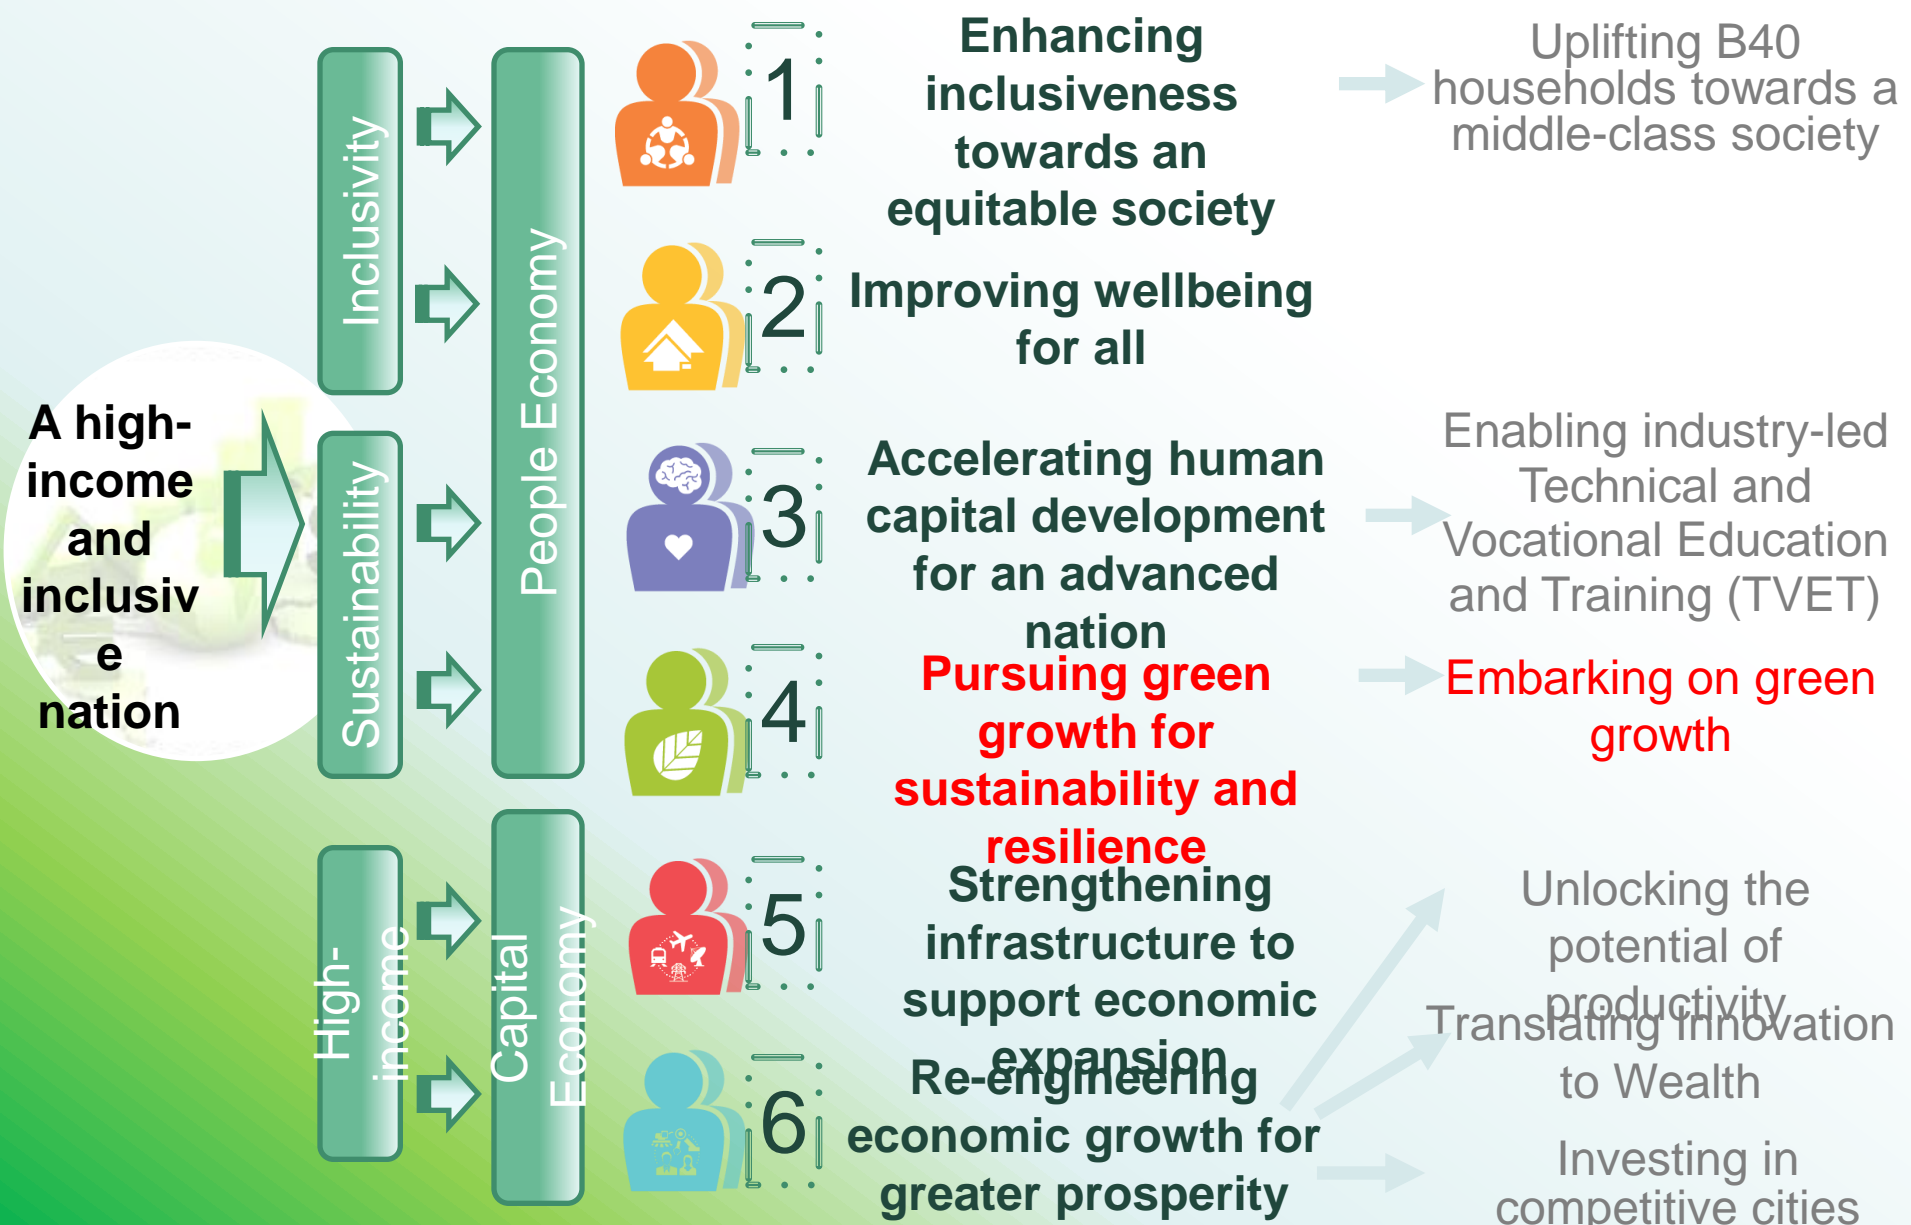 A high-
income
and
inclusiv
e
nation
Inclusivity
Sustainability
High-
income
People Economy
Capital
Economy
1
Enhancing
inclusiveness
towards an
equitable society
Uplifting B40
households towards a
middle-class society
2
Improving wellbeing
for all
3
Accelerating human
capital development
for an advanced
nation
Enabling industry-led
Technical and
Vocational Education
and Training (TVET)
4
Pursuing green
growth for
sustainability and
resilience
Embarking on green
growth
5
Strengthening
infrastructure to
support economic
expansion
6
Re-engineering
economic growth for
greater prosperity
Unlocking the
potential of
productivity
Translating Innovation
to Wealth
Investing in
competitive cities